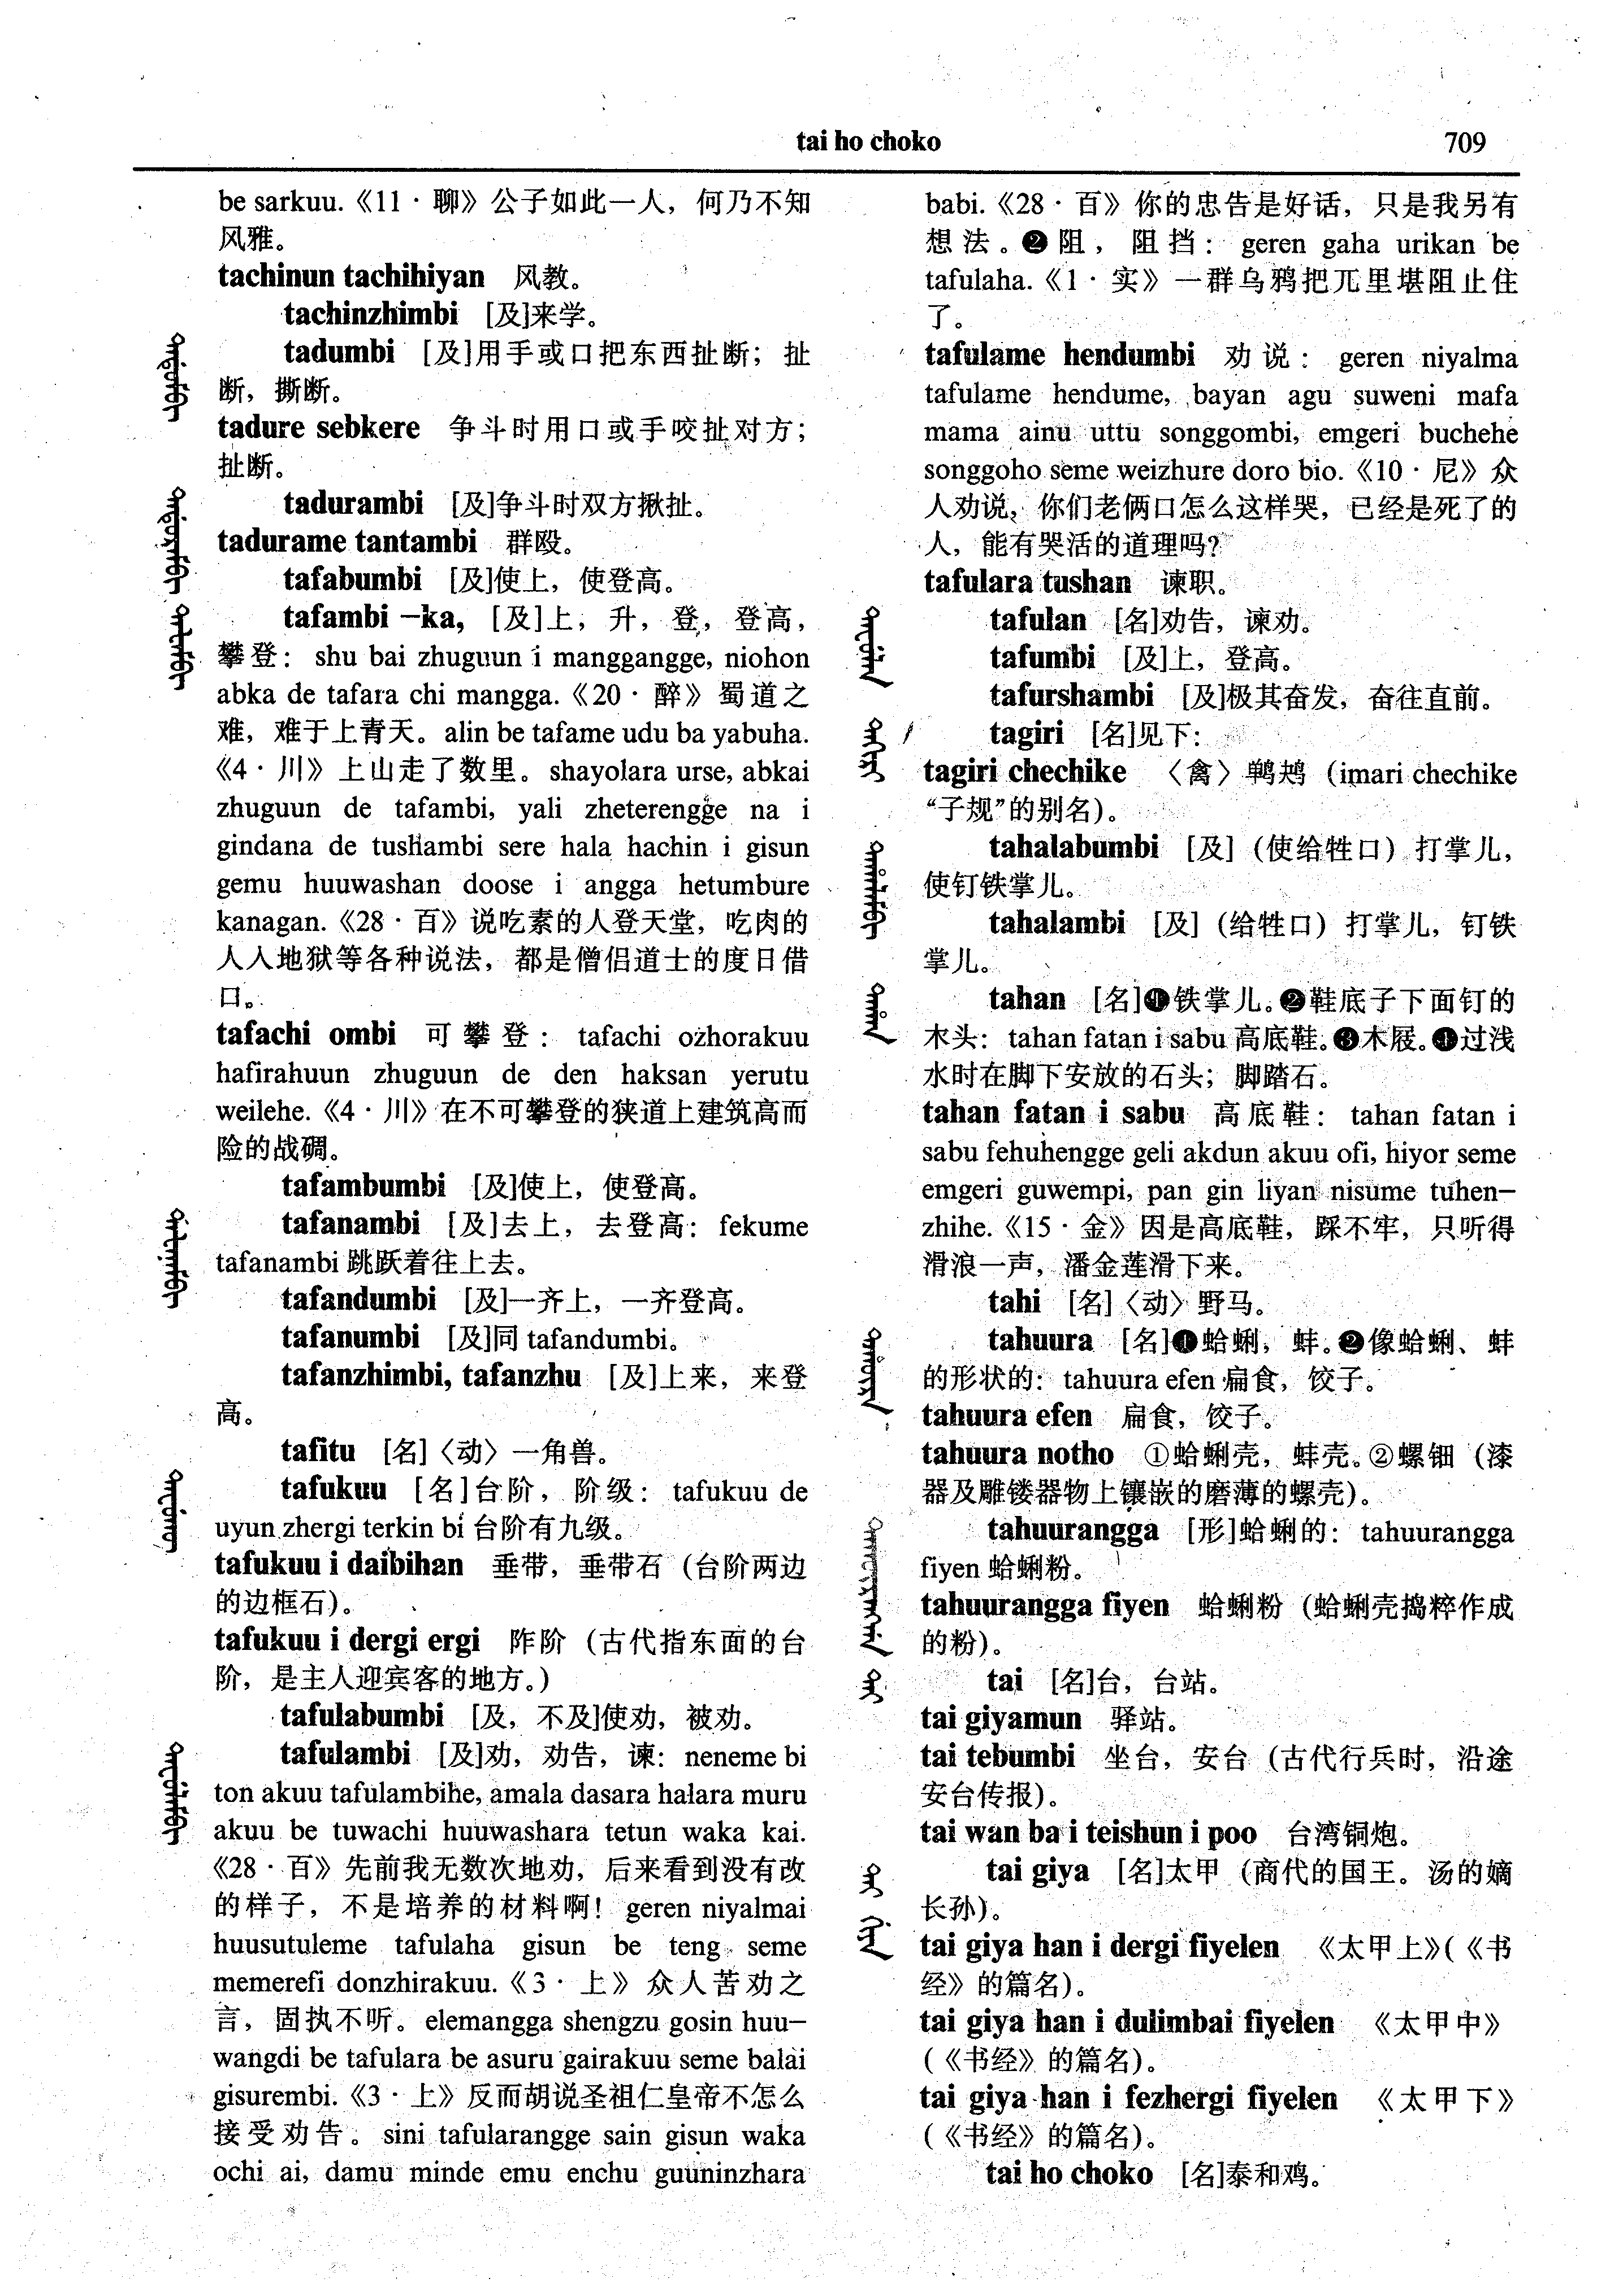 tai ho choko
709
be sarkuu.《11 · 聊》公子如此一人，何乃不知
风雅。
tachinun tachihiyan 风教。
tachinzhimbi [及]来学。
tadumbi [及]用手或口把东西扯断；扯
断，撕断。
tadure sebkere 争斗时用口或手咬扯对方；
扯断。
tadurambi [及]争斗时双方揪扯。
tadurame tantambi 群殴。
tafabumbi [及]使上，使登高。
tafambi –ka, [及]上，升，登，登高，
攀登：shu bai zhuguun i manggangge, niohon
abka de tafara chi mangga.《20 · 醉》蜀道之
难，难于上青天。alin be tafame udu ba yabuha.
《4 · 川》上山走了数里。shayolara urse, abkai
zhuguun de tafambi, yali zheterengge na i
gindana de tushambi sere hala hachin i gisun
gemu huuwashan doose i angga hetumbure
kanagan.《28 · 百》说吃素的人登天堂，吃肉的
人入地狱等各种说法，都是僧侣道士的度日借
口。
tafachi ombi 可攀登：tafachi ozhorakuu
hafirahuun zhuguun de den haksan yerutu
weilehe.《4 · 川》在不可攀登的狭道上建筑高而
险的战碉。
tafambumbi [及]使上，使登高。
tafanambi [及]去上，去登高：fekume
tafanambi 跳跃着往上去。
tafandumbi [及]一齐上，一齐登高。
tafanumbi [及]同 tafandumbi。
tafanzhimbi, tafanzhu [及]上来，来登
高。
tafitu [名]〈动〉一角兽。
tafukuu [名]台阶，阶级：tafukuu de
uyun zhergi terkin bi 台阶有九级。
tafukuu i daibihan 垂带，垂带石（台阶两边
的边框石）。
tafukuu i dergi ergi 阼阶（古代指东面的台
阶，是主人迎宾客的地方。）
tafulabumbi [及，不及]使劝，被劝。
tafulambi [及]劝，劝告，谏：neneme bi
ton akuu tafulambihe, amala dasara halara muru
akuu be tuwachi huuwashara tetun waka kai.
《28 · 百》先前我无数次地劝，后来看到没有改
的样子，不是培养的材料啊！geren niyalmai
huusutuleme tafulaha gisun be teng seme
memerefi donzhirakuu.《3 · 上》众人苦劝之
言，固执不听。elemangga shengzu gosin huu–
wangdi be tafulara be asuru gairakuu seme balai
gisurembi.《3 · 上》反而胡说圣祖仁皇帝不怎么
接受劝告。sini tafularangge sain gisun waka
ochi ai, damu minde emu enchu guuninzhara
babi.《28 · 百》你的忠告是好话，只是我另有
想法。❷阻，阻挡：geren gaha urikan be
tafulaha.《1 · 实》一群乌鸦把兀里堪阻止住
了。
tafulame hendumbi 劝说：geren niyalma
tafulame hendume, bayan agu suweni mafa
mama ainu uttu songgombi, emgeri buchehe
songgoho seme weizhure doro bio.《10 · 尼》众
人劝说，你们老俩口怎么这样哭，已经是死了的
人，能有哭活的道理吗？
tafulara tushan 谏职。
tafulan [名]劝告，谏劝。
tafumbi [及]上，登高。
tafurshambi [及]极其奋发，奋往直前。
tagiri [名]见下：
tagiri chechike 〈禽〉鹎鸪（imari chechike
“子规”的别名）。
tahalabumbi [及]（使给牲口）打掌儿，
使钉铁掌儿。
tahalambi [及]（给牲口）打掌儿，钉铁
掌儿。
tahan [名]❶铁掌儿。❷鞋底子下面钉的
木头：tahan fatan i sabu 高底鞋。❸木屐。❹过浅
水时在脚下安放的石头；脚踏石。
tahan fatan i sabu 高底鞋：tahan fatan i
sabu fehuhengge geli akdun akuu ofi, hiyor seme
emgeri guwempi, pan gin liyan nisume tuhen–
zhihe.《15 · 金》因是高底鞋，踩不牢，只听得
滑浪一声，潘金莲滑下来。
tahi [名]〈动〉野马。
tahuura [名]❶蛤蜊，蚌。❷像蛤蜊、蚌
的形状的：tahuura efen 扁食，饺子。
tahuura efen 扁食，饺子。
tahuura notho ①蛤蜊壳，蚌壳。②螺钿（漆
器及雕镂器物上镶嵌的磨薄的螺壳）。
tahuurangga [形]蛤蜊的：tahuurangga
fiyen 蛤蜊粉。
tahuurangga fiyen 蛤蜊粉（蛤蜊壳捣粹作成
的粉）。
tai [名]台，台站。
tai giyamun 驿站。
tai tebumbi 坐台，安台（古代行兵时，沿途
安台传报）。
tai wan ba i teishun i poo 台湾铜炮。
tai giya [名]太甲（商代的国王。汤的嫡
长孙）。
tai giya han i dergi fiyelen 《太甲上》（《书
经》的篇名）。
tai giya han i dulimbai fiyelen 《太甲中》
（《书经》的篇名）。
tai giya han i fezhergi fiyelen 《太甲下》
（《书经》的篇名）。
tai ho choko [名]泰和鸡。